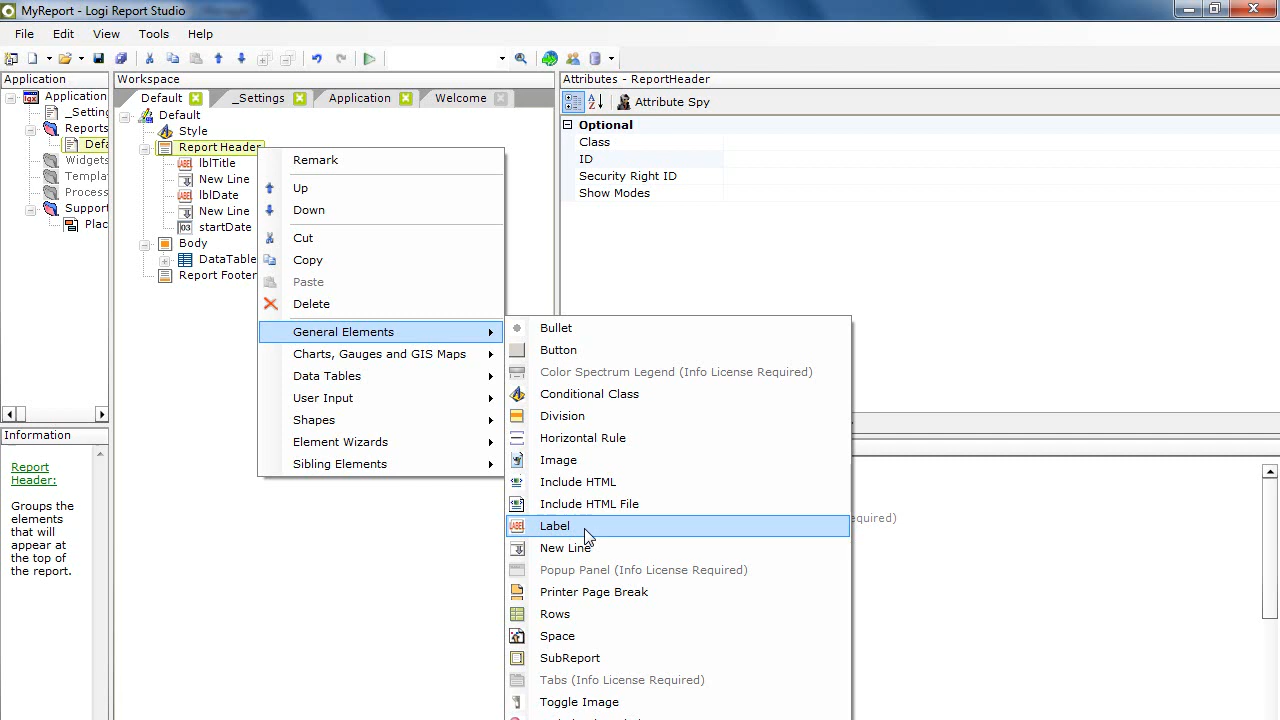 MyReport - Logi Report Studio
File Edit View Tools Help
Application
Application
_Setting
Reports
Defa
Widgets
Templa
Process
Support
Plac
Workspace
Default _Settings Application Welcome
Default
Style
Report Header
lblTitle
New Line
lblDate
New Line
startDate
Body
DataTable
Report Footer
Remark
Up
Down
Cut
Copy
Paste
Delete
General Elements
Charts, Gauges and GIS Maps
Data Tables
User Input
Shapes
Element Wizards
Sibling Elements
Bullet
Button
Color Spectrum Legend (Info License Required)
Conditional Class
Division
Horizontal Rule
Image
Include HTML
Include HTML File
Label
New Line
Popup Panel (Info License Required)
Printer Page Break
Rows
Space
SubReport
Tabs (Info License Required)
Toggle Image
Attributes - ReportHeader
Attribute Spy
Optional
Class
ID
Security Right ID
Show Modes
equired)
Information
Report
Header:
Groups the
elements
that will
appear at
the top of
the report.